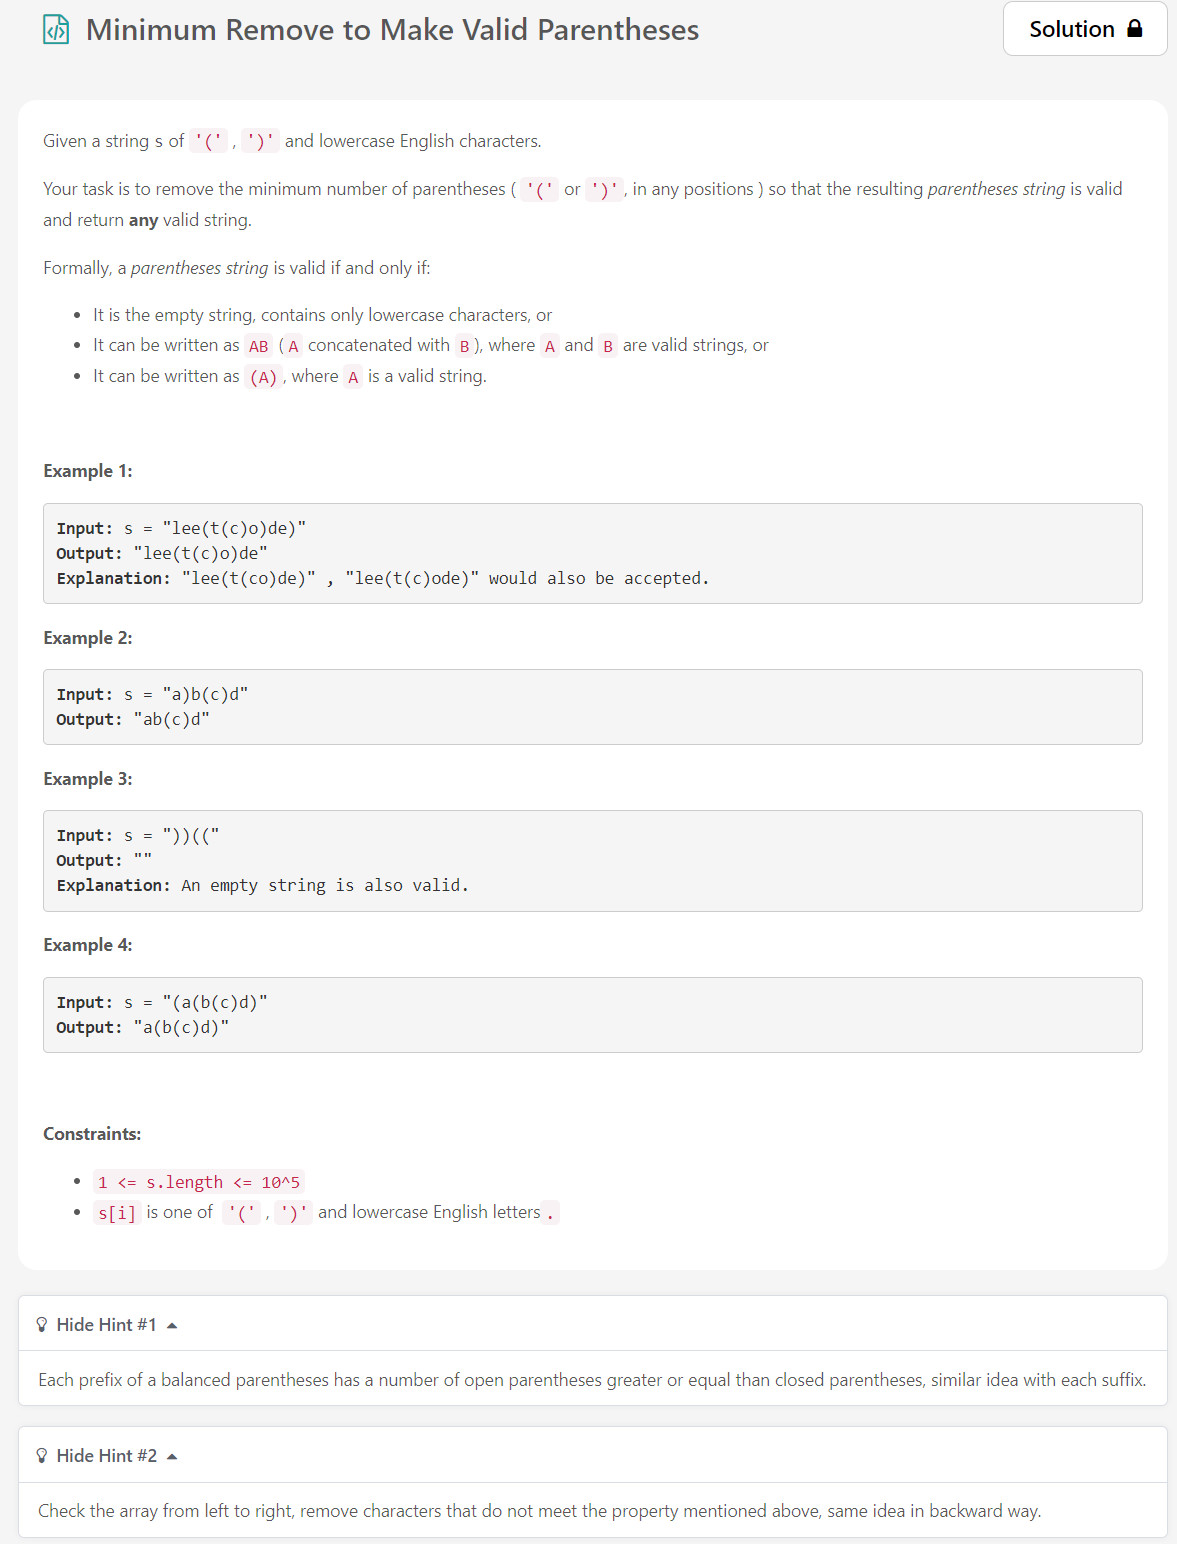 Minimum Remove to Make Valid Parentheses
Solution
Given a string s of '(' , ')' and lowercase English characters.
Your task is to remove the minimum number of parentheses ( '(' or ')', in any positions ) so that the resulting parentheses string is valid
and return any valid string.
Formally, a parentheses string is valid if and only if:
• It is the empty string, contains only lowercase characters, or
• It can be written as AB (A concatenated with B), where A and B are valid strings, or
• It can be written as (A), where A is a valid string.
Example 1:
Input: s = "lee(t(c)o)de)"
Output: "lee(t(c)o)de"
Explanation: "lee(t(co)de)" , "lee(t(c)ode)" would also be accepted.
Example 2:
Input: s = "a)b(c)d"
Output: "ab(c)d"
Example 3:
Input: s = "))(("
Output: ""
Explanation: An empty string is also valid.
Example 4:
Input: s = "(a(b(c)d)"
Output: "a(b(c)d)"
Constraints:
• 1 <= s.length <= 10^5
• s[i] is one of '(' , ')' and lowercase English letters.
Hide Hint #1
Each prefix of a balanced parentheses has a number of open parentheses greater or equal than closed parentheses, similar idea with each suffix.
Hide Hint #2
Check the array from left to right, remove characters that do not meet the property mentioned above, same idea in backward way.